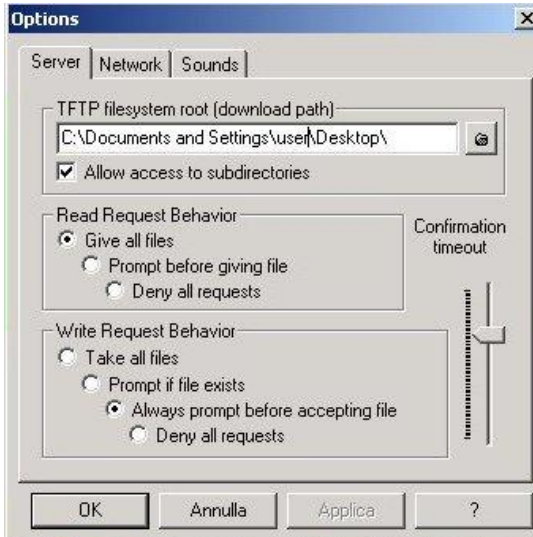 Options
Server Network Sounds
TFTP filesystem root (download path)
C:\Documents and Settings\user\Desktop\
Allow access to subdirectories
Read Request Behavior
Give all files
Prompt before giving file
Deny all requests
Confirmation
timeout
Write Request Behavior
Take all files
Prompt if file exists
Always prompt before accepting file
Deny all requests
OK Annulla Applica ?